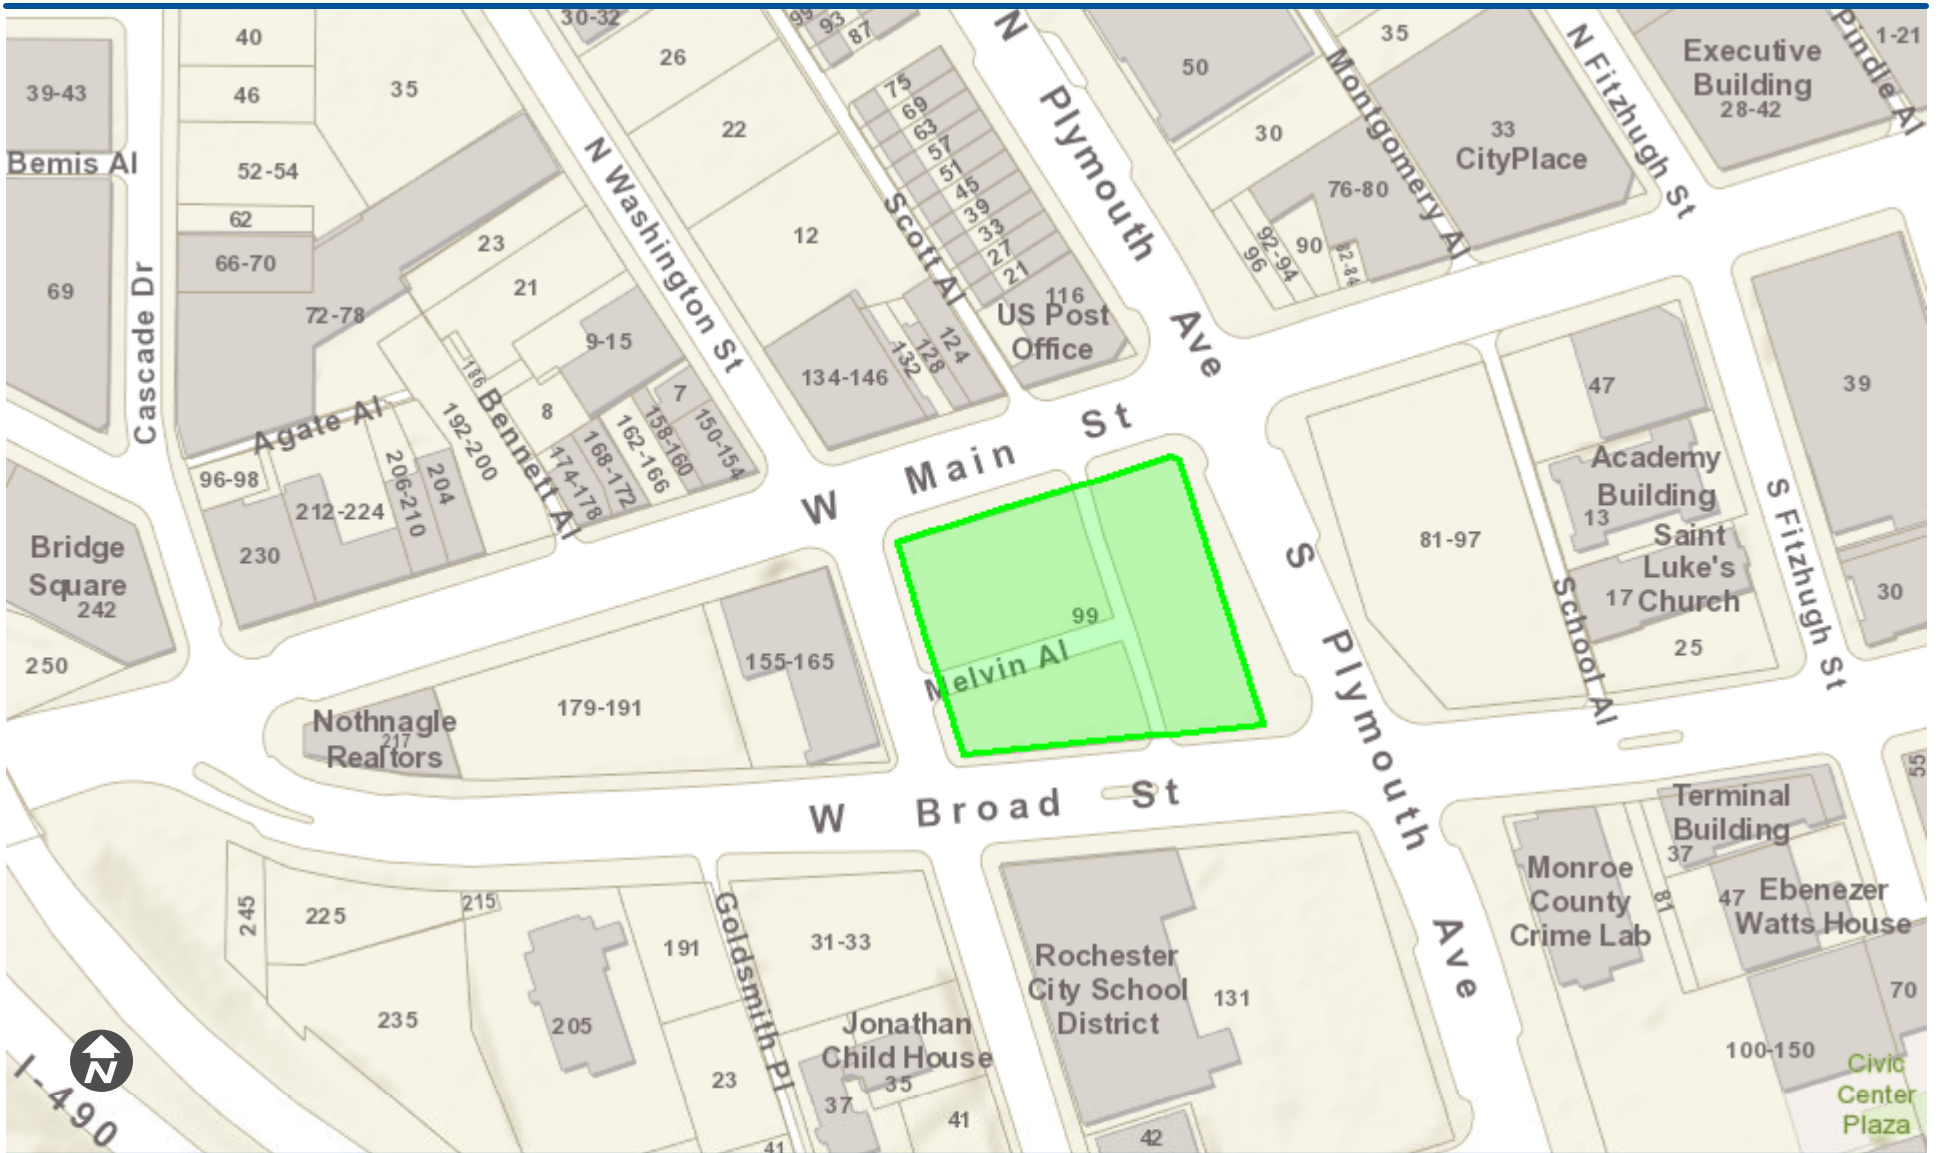 30-32
99
93
87
N
1-21
40
26
35
Executive
Building
28-42
Pindle Al
50
39-43
46
35
75
69
63
57
51
45
39
33
27
21
Plymouth
Ave
Montgomery Al
N Fitzhugh St
22
30
33
CityPlace
Bemis Al
52-54
N Washington St
76-80
62
Scott Al
23
12
92-94
96
90
82-84
66-70
69
21
Cascade Dr
72-78
116
US Post
Office
9-15
124
128
132
134-146
47
39
186
7
8
Bennett Al
Agate Al
192-200
150-154
158-160
162-166
168-172
174-178
W Main St
Academy
Building
13
96-98
206-210
204
212-224
S Fitzhugh St
230
Bridge
Square
242
81-97
Saint
Luke's
Church
17
S Plymouth Ave
30
School Al
99
Melvin Al
25
250
155-165
179-191
Nothnagle
217
Realtors
W Broad St
55
Terminal
Building
37
Monroe
County
Crime Lab
81
47
Ebenezer
Watts House
245
225
215
191
Goldsmith Pl
31-33
Rochester
City School
District
131
70
235
205
Jonathan
Child House
35
100-150
N
I-490
23
37
41
Civic
Center
Plaza
42
41